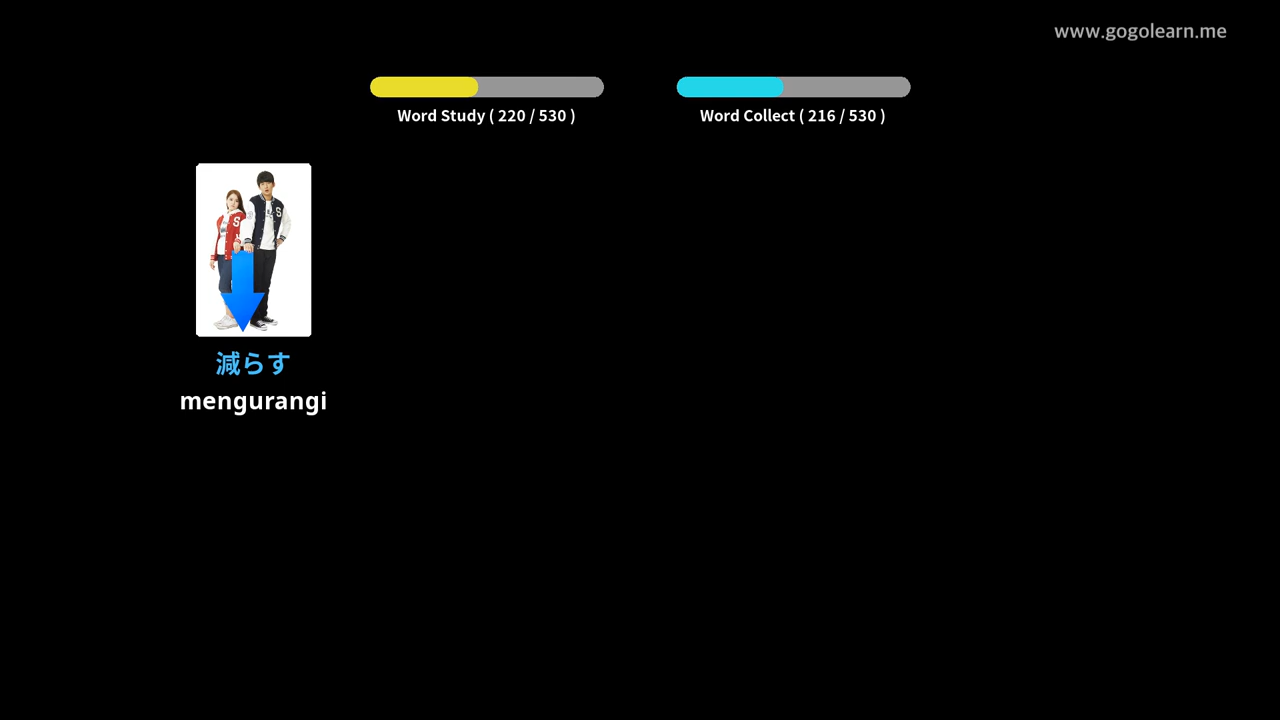 www.gogolearn.me
Word Study ( 220 / 530 )
Word Collect ( 216 / 530 )
S
S
減らす
mengurangi